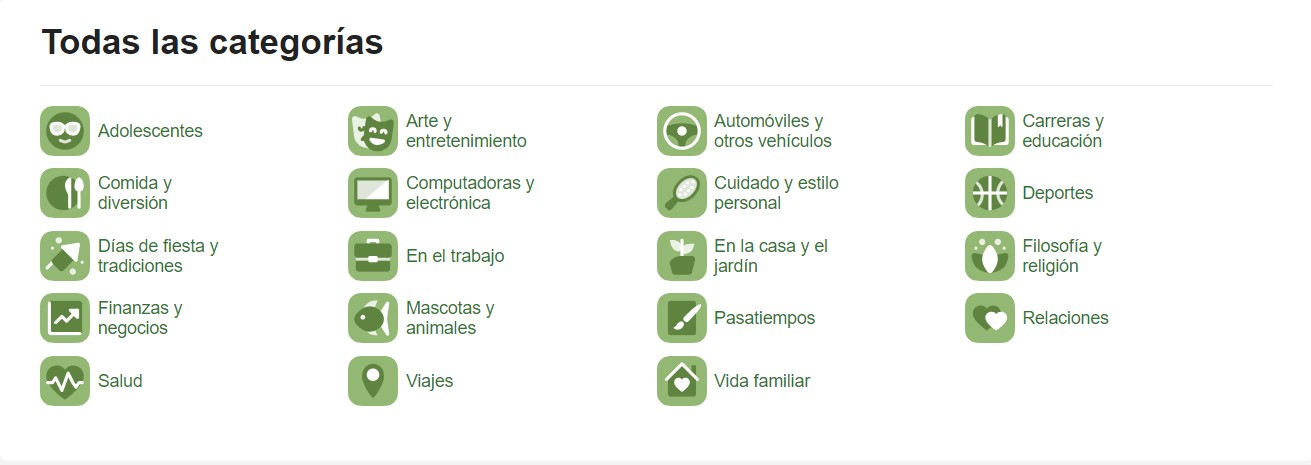 Todas las categorías
Adolescentes
Arte y
entretenimiento
Automóviles y
otros vehículos
Carreras y
educación
Comida y
diversión
Computadoras y
electrónica
Cuidado y estilo
personal
Deportes
Días de fiesta y
tradiciones
En el trabajo
En la casa y el
jardín
Filosofía y
religión
Finanzas y
negocios
Mascotas y
animales
Pasatiempos
Relaciones
Salud
Viajes
Vida familiar